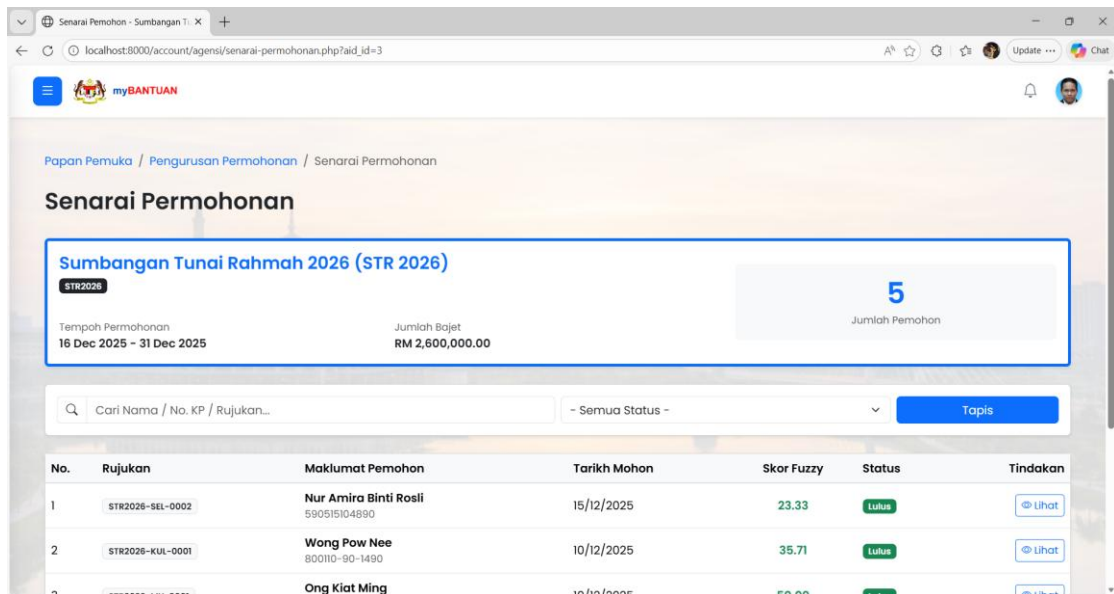 Senarai Pemohon - Sumbangan Tu
localhost:8000/account/agensi/senarai-permohonan.php?aid_id=3
Update ...
Chat
myBANTUAN
Papan Pemuka / Pengurusan Permohonan / Senarai Permohonan
Senarai Permohonan
Sumbangan Tunai Rahmah 2026 (STR 2026)
STR2026
5
Jumlah Pemohon
Tempoh Permohonan Jumlah Bajet
16 Dec 2025 - 31 Dec 2025 RM 2,600,000.00
Cari Nama / No. KP / Rujukan... - Semua Status - Tapis
No. Rujukan Maklumat Pemohon Tarikh Mohon Skor Fuzzy Status Tindakan
1 STR2026-SEL-0002 Nur Amira Binti Rosli 15/12/2025 23.33 Lulus Lihat
590515104890
2 STR2026-KUL-0001 Wong Pow Nee 10/12/2025 35.71 Lulus Lihat
800110-90-1490
Ong Kiat Ming